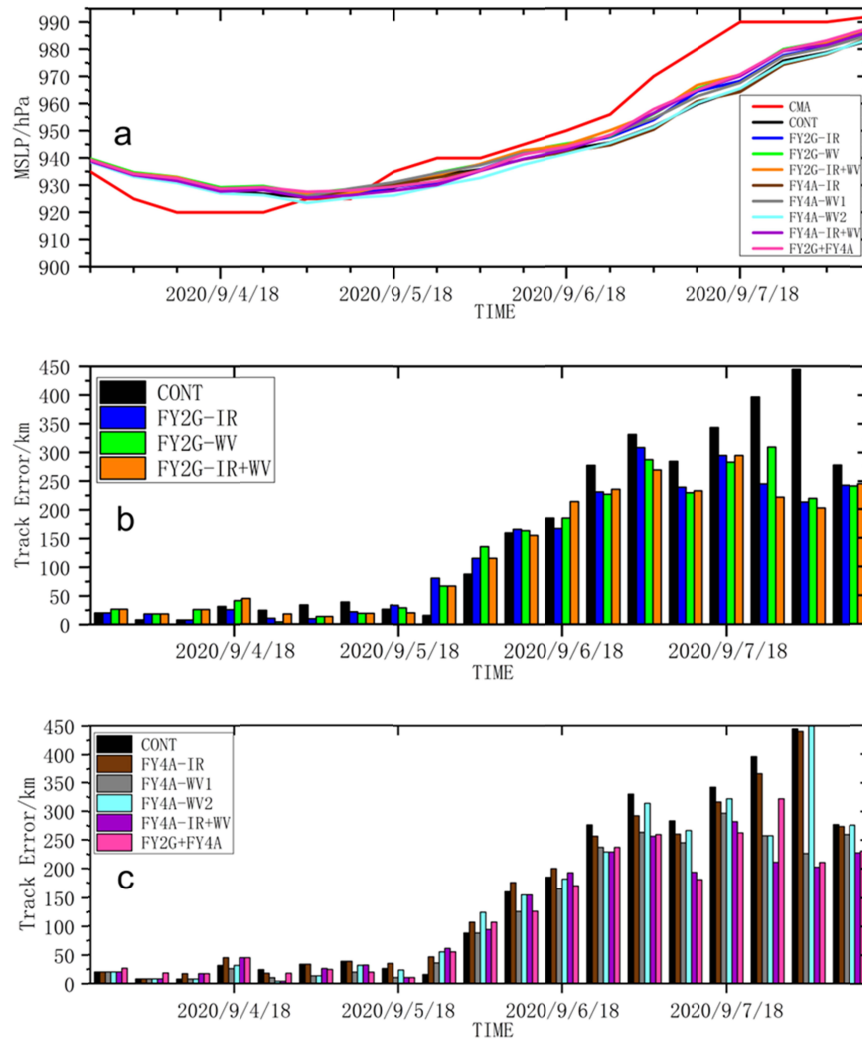 990
980
970
960
950
940
930
920
910
900
MSLP/hPa
a
CMA
CONT
FY2G-IR
FY2G-WV
FY2G-IR+WV
FY4A-IR
FY4A-WV1
FY4A-WV2
FY4A-IR+WV
FY2G+FY4A
2020/9/4/18 2020/9/5/18 2020/9/6/18 2020/9/7/18
TIME
450
400
350
300
250
200
150
100
50
0
Track Error/km
b
CONT
FY2G-IR
FY2G-WV
FY2G-IR+WV
2020/9/4/18 2020/9/5/18 2020/9/6/18 2020/9/7/18
TIME
450
400
350
300
250
200
150
100
50
0
Track Error/km
c
CONT
FY4A-IR
FY4A-WV1
FY4A-WV2
FY4A-IR+WV
FY2G+FY4A
2020/9/4/18 2020/9/5/18 2020/9/6/18 2020/9/7/18
TIME